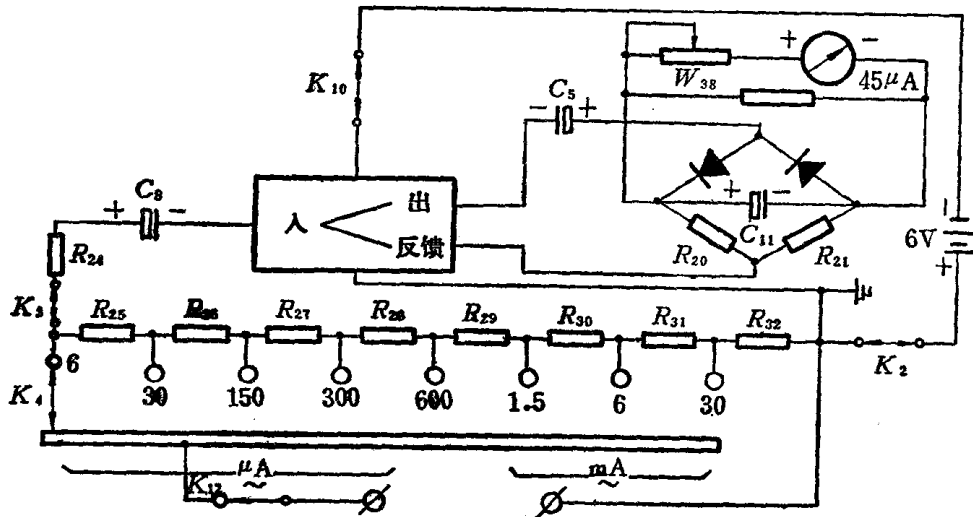 + −
K₁₀
W₃₈
45μA
C₅
− +
C₈
+ −
入
出
反馈
+ −
C₁₁
R₂₀
R₂₁
−
6V
+
R₂₄
K₃
R₂₅ R₂₆ R₂₇ R₂₈ R₂₉ R₃₀ R₃₁ R₃₂
K₂
6
K₄
30 150 300 600 1.5 6 30
μA
~
mA
~
K₁₂